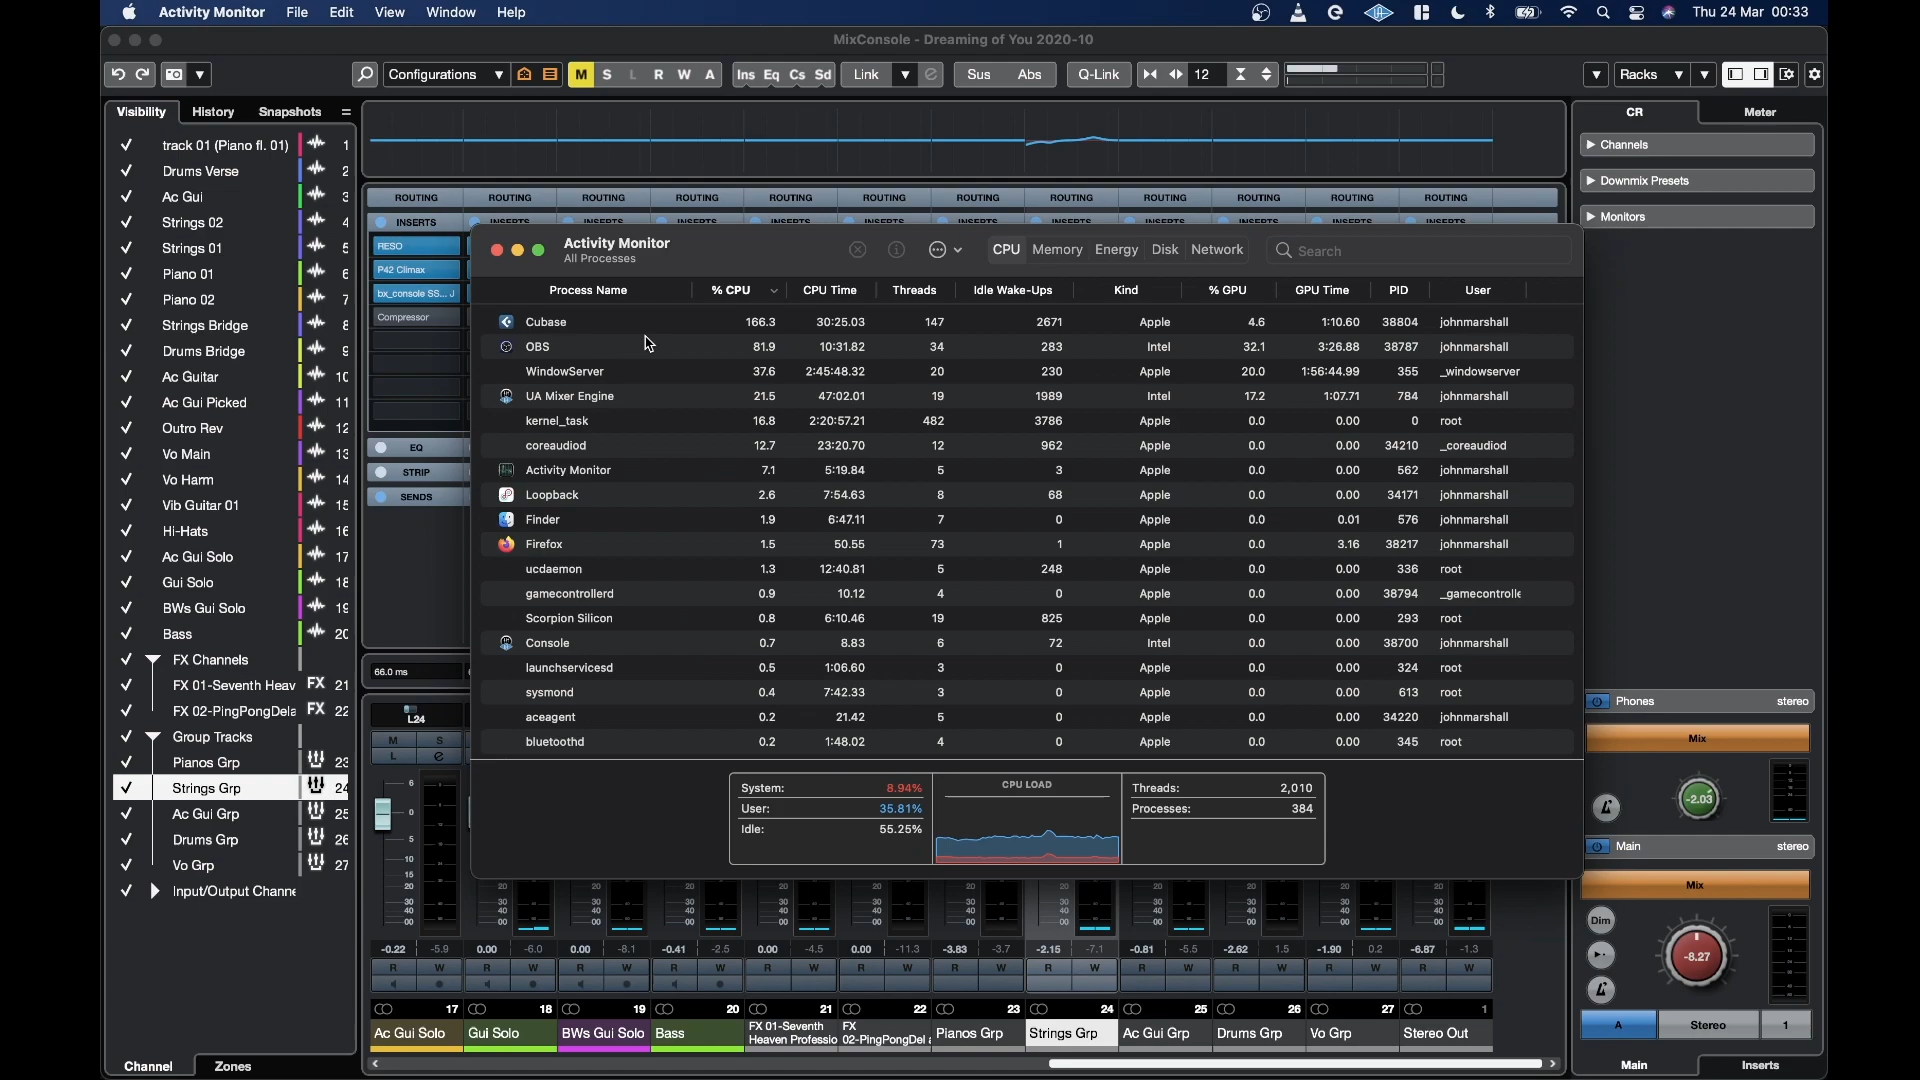 Activity Monitor File Edit View Window Help Thu 24 Mar 00:33
MixConsole - Dreaming of You 2020-10
Configurations M S L R W A Ins Eq Cs Sd Link Sus Abs Q-Link 12 Racks
Visibility History Snapshots
CR Meter
track 01 (Piano fl. 01) 1
Drums Verse 2
Ac Gui 3
Strings 02 4
Strings 01 5
Piano 01 6
Piano 02 7
Strings Bridge 8
Drums Bridge 9
Ac Guitar 10
Ac Gui Picked 11
Outro Rev 12
Vo Main 13
Vo Harm 14
Vib Guitar 01 15
Hi-Hats 16
Ac Gui Solo 17
Gui Solo 18
BWs Gui Solo 19
Bass 20
FX Channels
FX 01-Seventh Heav FX 21
FX 02-PingPongDela FX 22
Group Tracks
Pianos Grp 23
Strings Grp 24
Ac Gui Grp 25
Drums Grp 26
Vo Grp 27
Input/Output Channe
Channel Zones
ROUTING ROUTING ROUTING ROUTING ROUTING ROUTING ROUTING ROUTING ROUTING ROUTING ROUTING ROUTING
INSERTS INSERTS INSERTS INSERTS INSERTS INSERTS INSERTS INSERTS INSERTS INSERTS INSERTS INSERTS
RESO
P42 Climax
bx_console SS... J
Compressor
EQ
STRIP
SENDS
66.0 ms
L24
M S
L e
Activity Monitor
All Processes
CPU Memory Energy Disk Network Search
Process Name % CPU CPU Time Threads Idle Wake-Ups Kind % GPU GPU Time PID User
Cubase 166.3 30:25.03 147 2671 Apple 4.6 1:10.60 38804 johnmarshall
OBS 81.9 10:31.82 34 283 Intel 32.1 3:26.88 38787 johnmarshall
WindowServer 37.6 2:45:48.32 20 230 Apple 20.0 1:56:44.99 355 _windowserver
UA Mixer Engine 21.5 47:02.01 19 1989 Intel 17.2 1:07.71 784 johnmarshall
kernel_task 16.8 2:20:57.21 482 3786 Apple 0.0 0.00 0 root
coreaudiod 12.7 23:20.70 12 962 Apple 0.0 0.00 34210 _coreaudiod
Activity Monitor 7.1 5:19.84 5 3 Apple 0.0 0.00 562 johnmarshall
Loopback 2.6 7:54.63 8 68 Apple 0.0 0.00 34171 johnmarshall
Finder 1.9 6:47.11 7 0 Apple 0.0 0.01 576 johnmarshall
Firefox 1.5 50.55 73 1 Apple 0.0 3.16 38217 johnmarshall
ucdaemon 1.3 12:40.81 5 248 Apple 0.0 0.00 336 root
gamecontrollerd 0.9 10.12 4 0 Apple 0.0 0.00 38794 _gamecontrolle
Scorpion Silicon 0.8 6:10.46 19 825 Apple 0.0 0.00 293 root
Console 0.7 8.83 6 72 Intel 0.0 0.00 38700 johnmarshall
launchservicesd 0.5 1:06.60 3 0 Apple 0.0 0.00 324 root
sysmond 0.4 7:42.33 3 0 Apple 0.0 0.00 613 root
aceagent 0.2 21.42 5 0 Apple 0.0 0.00 34220 johnmarshall
bluetoothd 0.2 1:48.02 4 0 Apple 0.0 0.00 345 root
System: 8.94% CPU LOAD Threads: 2,010
User: 35.81% Processes: 384
Idle: 55.25%
-0.22 -5.9 0.00 -6.0 0.00 -8.1 -0.41 -2.5 0.00 -4.5 0.00 -11.3 -3.83 -3.7 -2.15 -7.1 -0.81 -5.5 -2.62 1.5 -1.90 0.2 -6.87 -1.3
R W R W R W R W R W R W R W R W R W R W R W R W
17 18 19 20 21 22 23 24 25 26 27 1
Ac Gui Solo Gui Solo BWs Gui Solo Bass FX 01-Seventh Heaven Professio FX 02-PingPongDel Pianos Grp Strings Grp Ac Gui Grp Drums Grp Vo Grp Stereo Out
Channels
Downmix Presets
Monitors
Phones stereo
Mix
-2.03
Main stereo
Mix
Dim
-8.27
A Stereo 1
Main Inserts